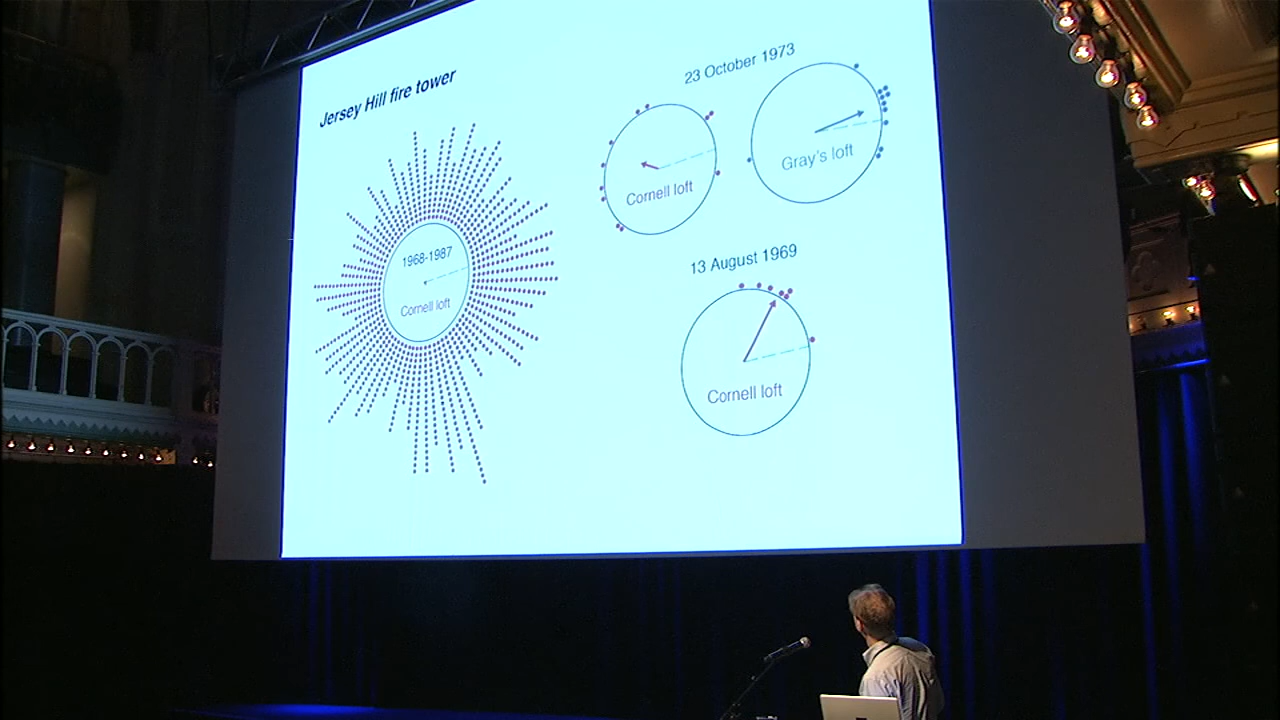 Jersey Hill fire tower
1968-1987
Cornell loft
23 October 1973
Cornell loft
Gray's loft
13 August 1969
Cornell loft